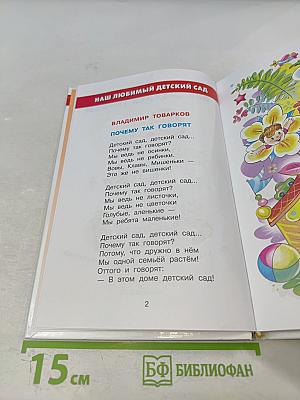 НАШ ЛЮБИМЫЙ ДЕТСКИЙ САД
ВЛАДИМИР ТОВАРКОВ
ПОЧЕМУ ТАК ГОВОРЯТ
Детский сад, детский сад...
Почему так говорят?
Мы ведь не осинки,
Мы ведь не рябинки.
Вовы, Клавы, Мишеньки —
Это же не вишенки!
Детский сад, детский сад...
Почему так говорят?
Мы ведь не листочки,
Мы ведь не цветочки
Голубые, аленькие —
Мы ребята маленькие!
Детский сад, детский сад...
Почему так говорят?
Потому, что дружно в нём
Мы одной семьёй растём!
Оттого и говорят:
— В этом доме детский сад!
2
15 см
БФ БИБЛИОФАН